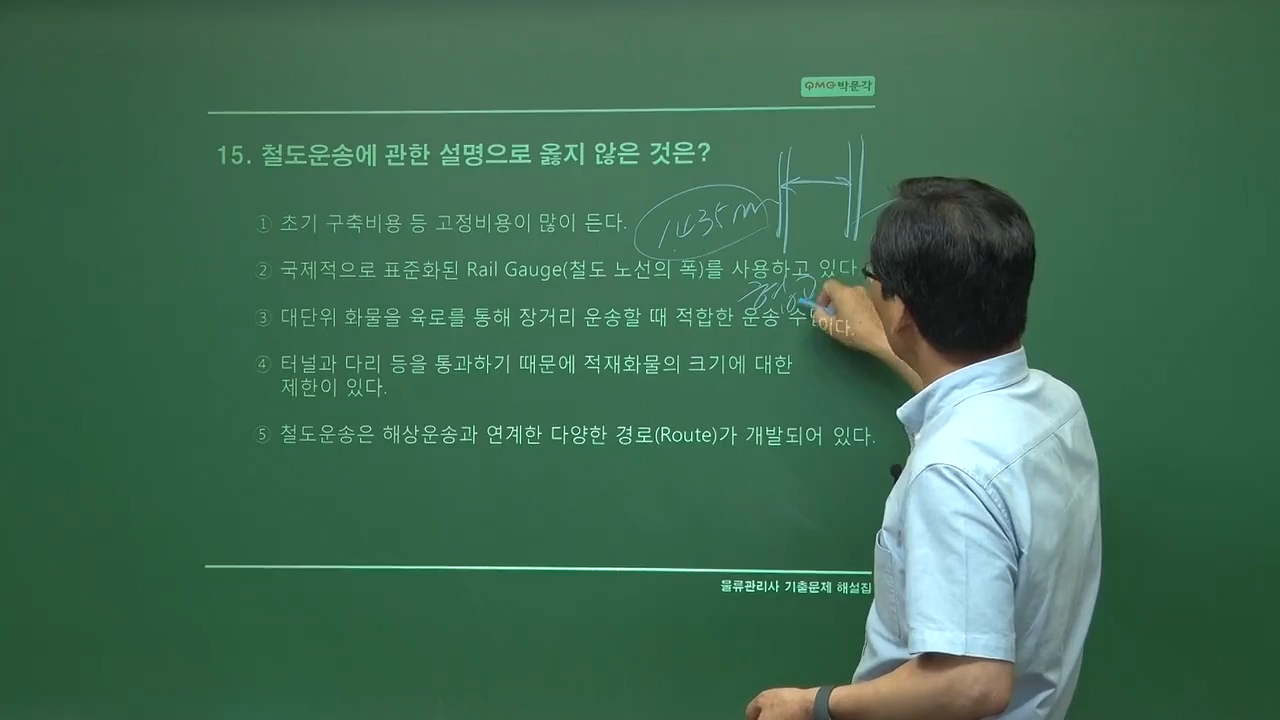 QMG박문각
15. 철도운송에 관한 설명으로 옳지 않은 것은?
① 초기 구축비용 등 고정비용이 많이 든다.
1.435m
② 국제적으로 표준화된 Rail Gauge(철도 노선의 폭)를 사용하고 있다
③ 대단위 화물을 육로를 통해 장거리 운송할 때 적합한 운송 수단이다.
④ 터널과 다리 등을 통과하기 때문에 적재화물의 크기에 대한
제한이 있다.
⑤ 철도운송은 해상운송과 연계한 다양한 경로(Route)가 개발되어 있다.
물류관리사 기출문제 해설집